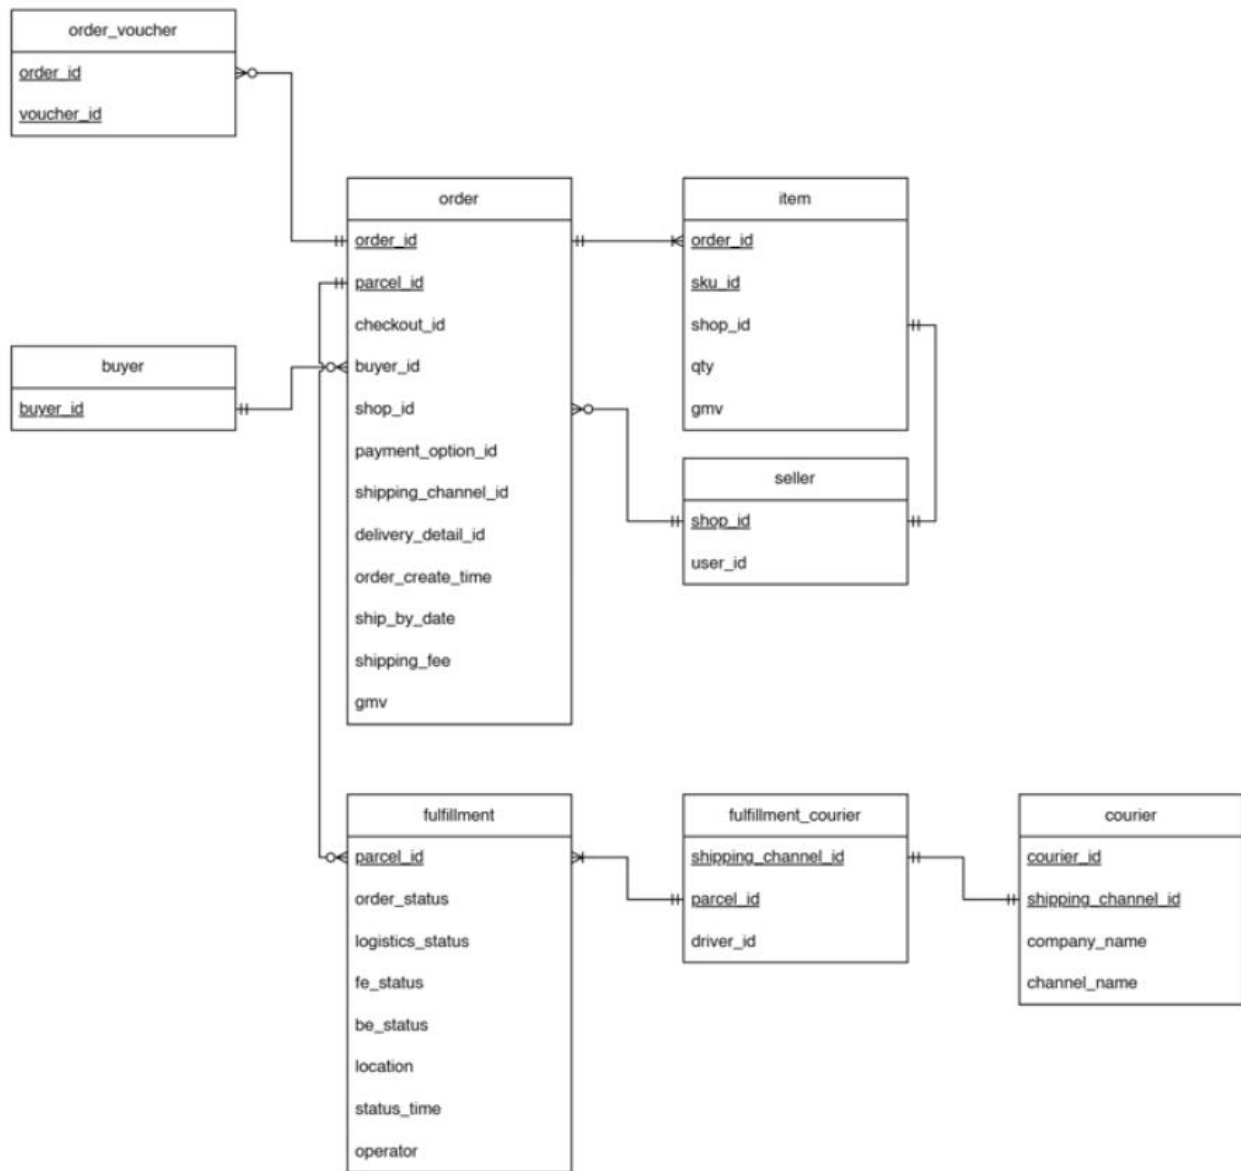 order_voucher
order_id
voucher_id
order
order_id
parcel_id
checkout_id
buyer_id
shop_id
payment_option_id
shipping_channel_id
delivery_detail_id
order_create_time
ship_by_date
shipping_fee
gmv
item
order_id
sku_id
shop_id
qty
gmv
buyer
buyer_id
seller
shop_id
user_id
fulfillment
parcel_id
order_status
logistics_status
fe_status
be_status
location
status_time
operator
fulfillment_courier
shipping_channel_id
parcel_id
driver_id
courier
courier_id
shipping_channel_id
company_name
channel_name